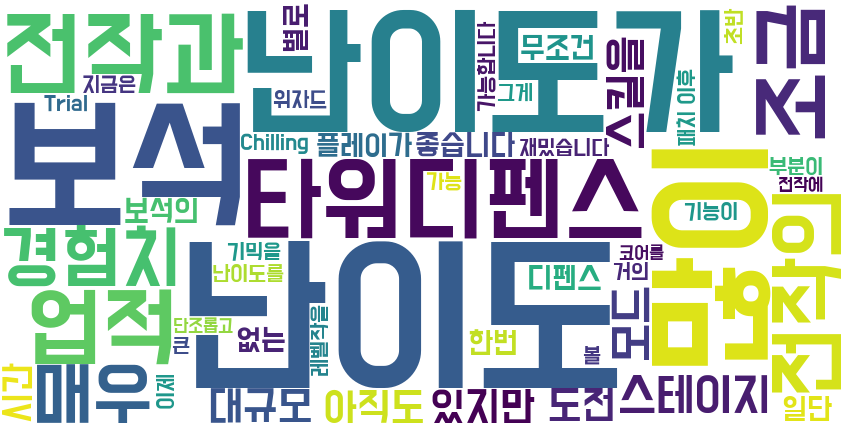 전작과
난이도가
조금
별로
무조건
가능합니다
스킬을
초반
지금은
Trial
위자드
그게
패치 이후
보석
Chilling
플레이가
좋습니다
재밌습니다
많이
부분이
전작에
타워디펜스
가능
보석의
기능이
전작의
경험치
기믹을
난이도를
난이도
디펜스
코어를
거의
업적
단조롭고
큰
없는
레벨작을
한번
볼
모드
시간
매우
이제
대규모
아직도
있지만
도전
스테이지
일단